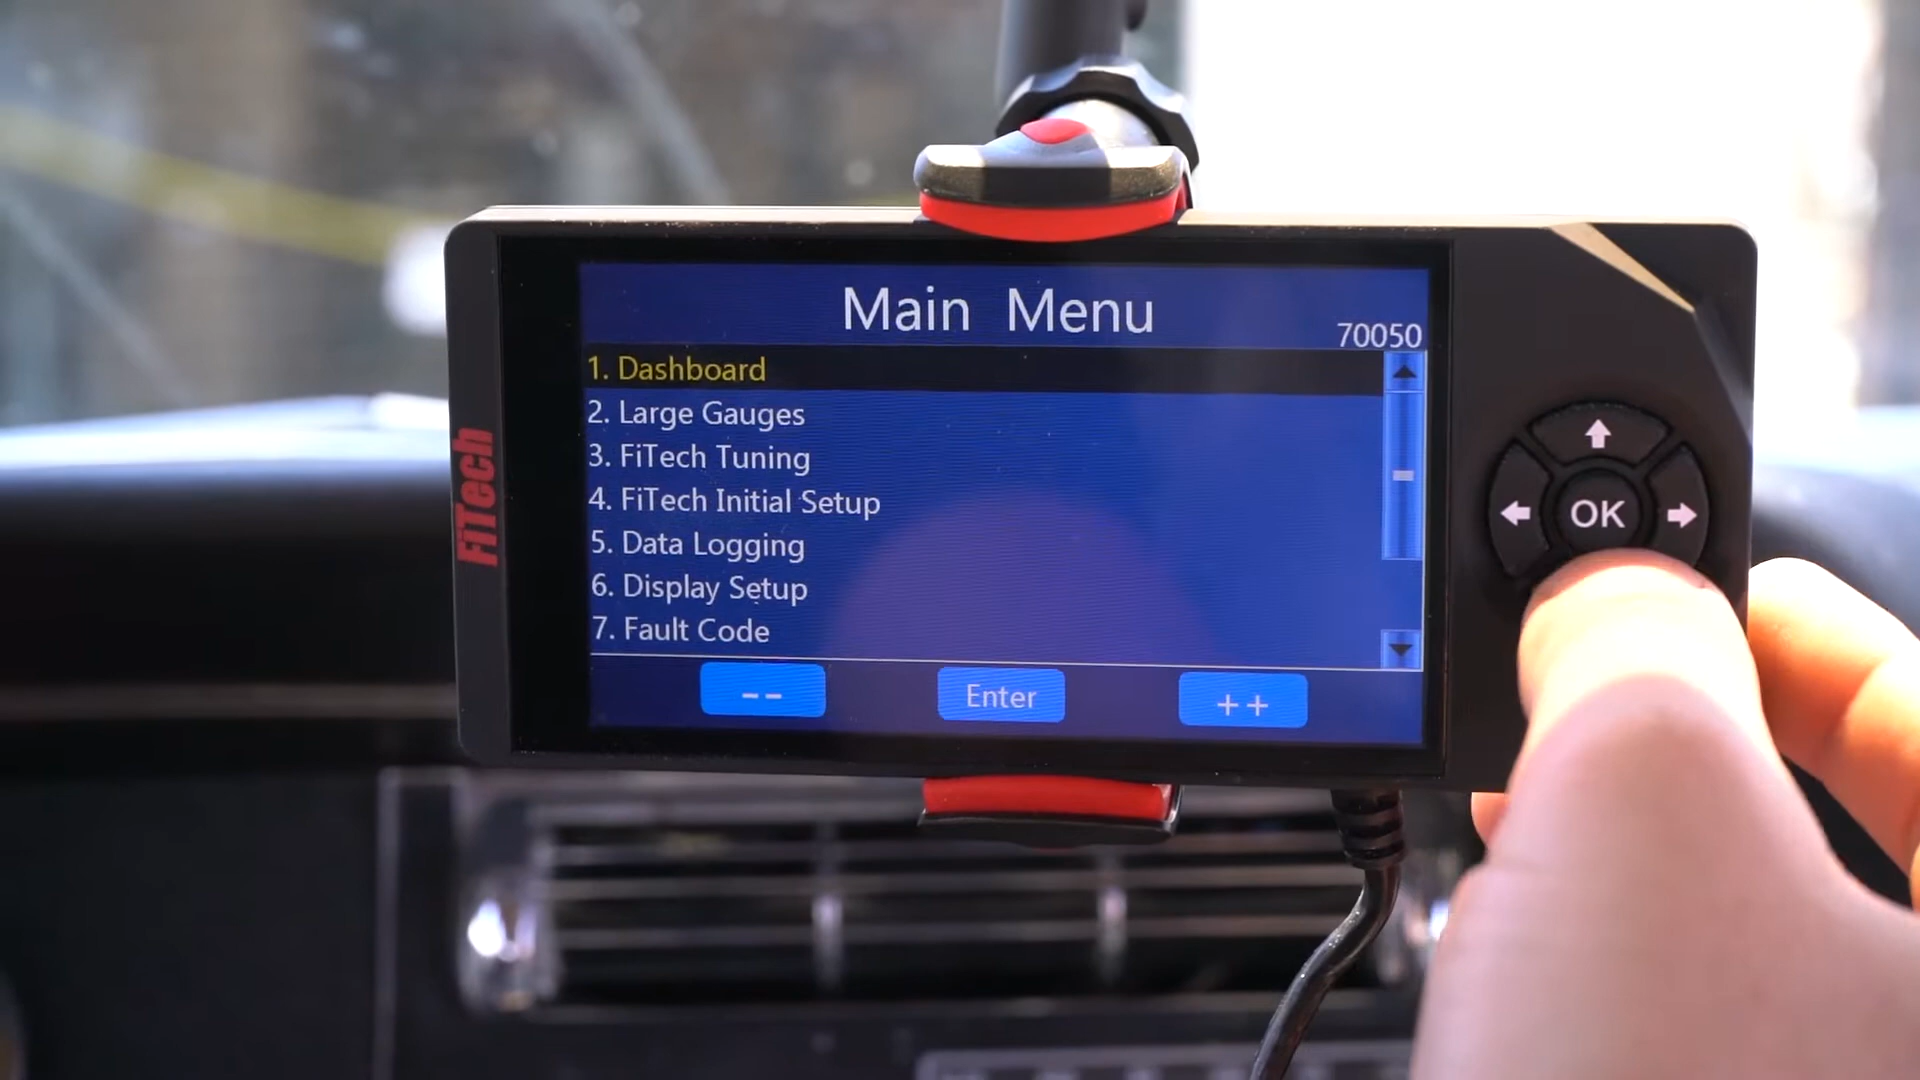 Main Menu
70050
1. Dashboard
2. Large Gauges
3. FiTech Tuning
4. FiTech Initial Setup
5. Data Logging
6. Display Setup
7. Fault Code
--
Enter
++
FiTech
OK